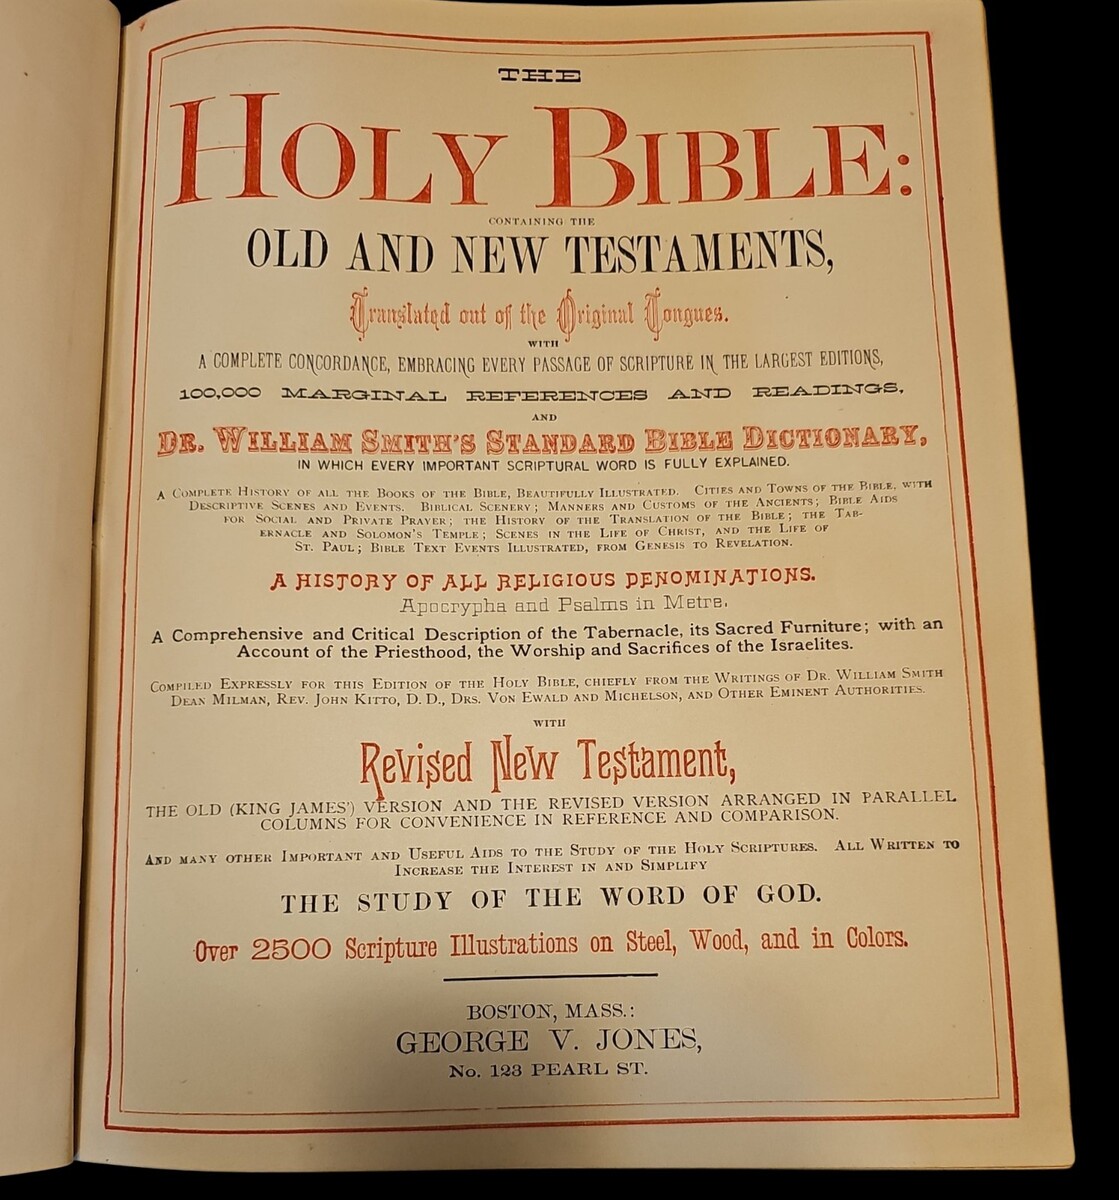 THE
HOLY BIBLE:
CONTAINING THE
OLD AND NEW TESTAMENTS,
Translated out of the Original Tongues.
WITH
A COMPLETE CONCORDANCE, EMBRACING EVERY PASSAGE OF SCRIPTURE IN THE LARGEST EDITIONS,
100,000 MARGINAL REFERENCES AND READINGS,
AND
DR. WILLIAM SMITH'S STANDARD BIBLE DICTIONARY,
IN WHICH EVERY IMPORTANT SCRIPTURAL WORD IS FULLY EXPLAINED.
A COMPLETE HISTORY OF ALL THE BOOKS OF THE BIBLE, BEAUTIFULLY ILLUSTRATED. CITIES AND TOWNS OF THE BIBLE, WITH
DESCRIPTIVE SCENES AND EVENTS. BIBLICAL SCENERY; MANNERS AND CUSTOMS OF THE ANCIENTS; BIBLE AIDS
FOR SOCIAL AND PRIVATE PRAYER; THE HISTORY OF THE TRANSLATION OF THE BIBLE; THE TAB-
ERNACLE AND SOLOMON'S TEMPLE; SCENES IN THE LIFE OF CHRIST, AND THE LIFE OF
ST. PAUL; BIBLE TEXT EVENTS ILLUSTRATED, FROM GENESIS TO REVELATION.
A HISTORY OF ALL RELIGIOUS DENOMINATIONS.
Apocrypha and Psalms in Metre.
A Comprehensive and Critical Description of the Tabernacle, its Sacred Furniture; with an
Account of the Priesthood, the Worship and Sacrifices of the Israelites.
COMPILED EXPRESSLY FOR THIS EDITION OF THE HOLY BIBLE, CHIEFLY FROM THE WRITINGS OF DR. WILLIAM SMITH
DEAN MILMAN, REV. JOHN KITTO, D. D., DRS. VON EWALD AND MICHELSON, AND OTHER EMINENT AUTHORITIES.
WITH
Revised New Testament,
THE OLD (KING JAMES') VERSION AND THE REVISED VERSION ARRANGED IN PARALLEL
COLUMNS FOR CONVENIENCE IN REFERENCE AND COMPARISON.
AND MANY OTHER IMPORTANT AND USEFUL AIDS TO THE STUDY OF THE HOLY SCRIPTURES. ALL WRITTEN TO
INCREASE THE INTEREST IN AND SIMPLIFY
THE STUDY OF THE WORD OF GOD.
Over 2500 Scripture Illustrations on Steel, Wood, and in Colors.
BOSTON, MASS.:
GEORGE V. JONES,
No. 123 PEARL ST.